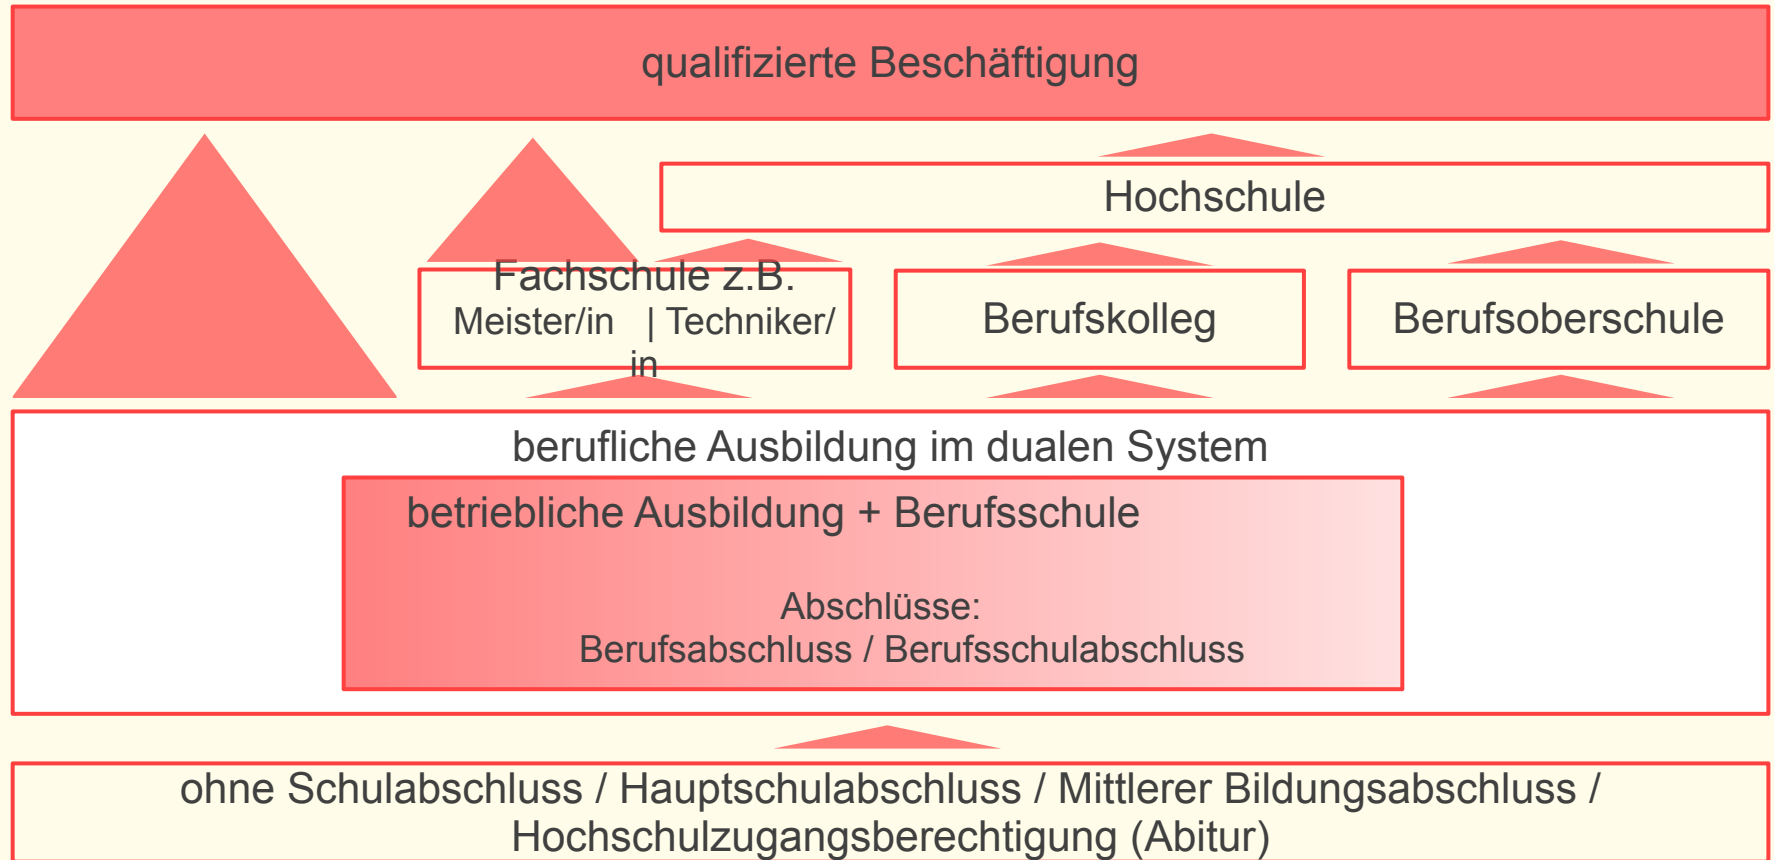 qualifizierte Beschäftigung
Hochschule
Fachschule z.B.
Meister/in | Techniker/
in
Berufskolleg
Berufsoberschule
berufliche Ausbildung im dualen System
betriebliche Ausbildung + Berufsschule
Abschlüsse:
Berufsabschluss / Berufsschulabschluss
ohne Schulabschluss / Hauptschulabschluss / Mittlerer Bildungsabschluss /
Hochschulzugangsberechtigung (Abitur)